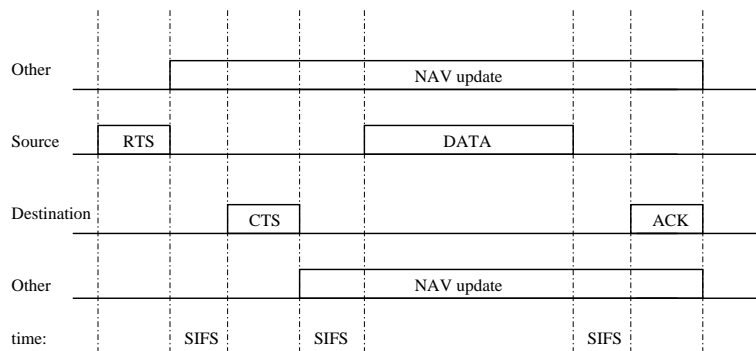 Other
NAV update
Source
RTS
DATA
Destination
CTS
ACK
Other
NAV update
time:
SIFS
SIFS
SIFS